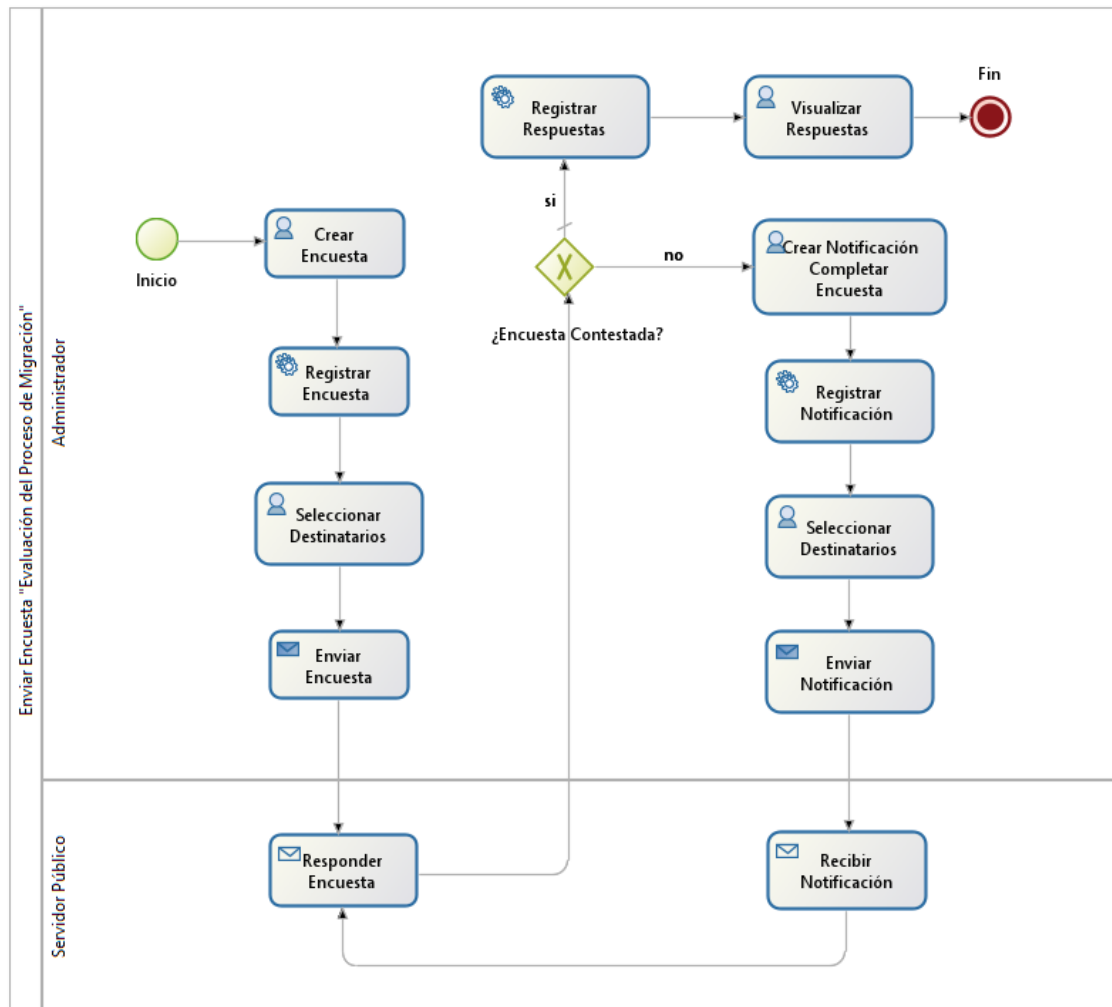 Enviar Encuesta "Evaluación del Proceso de Migración"
Administrador
Inicio
Crear
Encuesta
Registrar
Encuesta
Seleccionar
Destinatarios
Enviar
Encuesta
Registrar
Respuestas
Visualizar
Respuestas
Fin
si
no
¿Encuesta Contestada?
Crear Notificación
Completar
Encuesta
Registrar
Notificación
Seleccionar
Destinatarios
Enviar
Notificación
Servidor Público
Responder
Encuesta
Recibir
Notificación